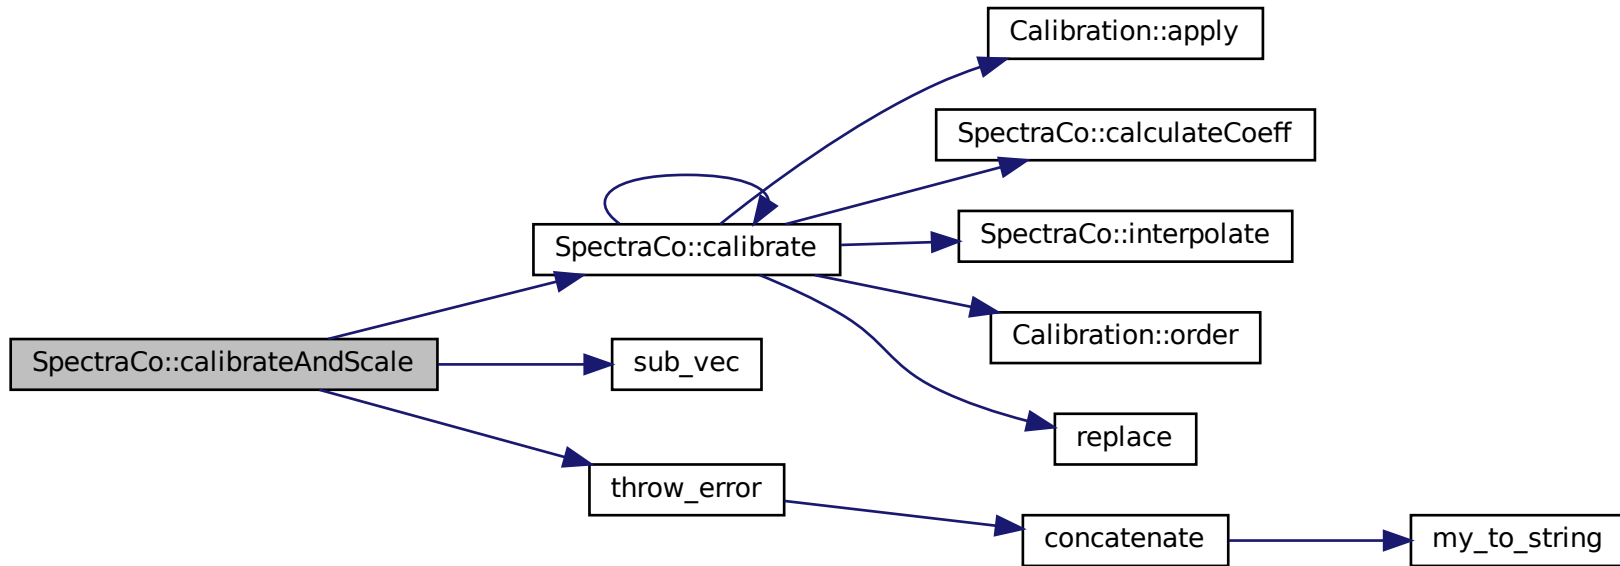 Calibration::apply
SpectraCo::calculateCoeff
SpectraCo::calibrate
SpectraCo::interpolate
Calibration::order
SpectraCo::calibrateAndScale
sub_vec
replace
throw_error
concatenate
my_to_string